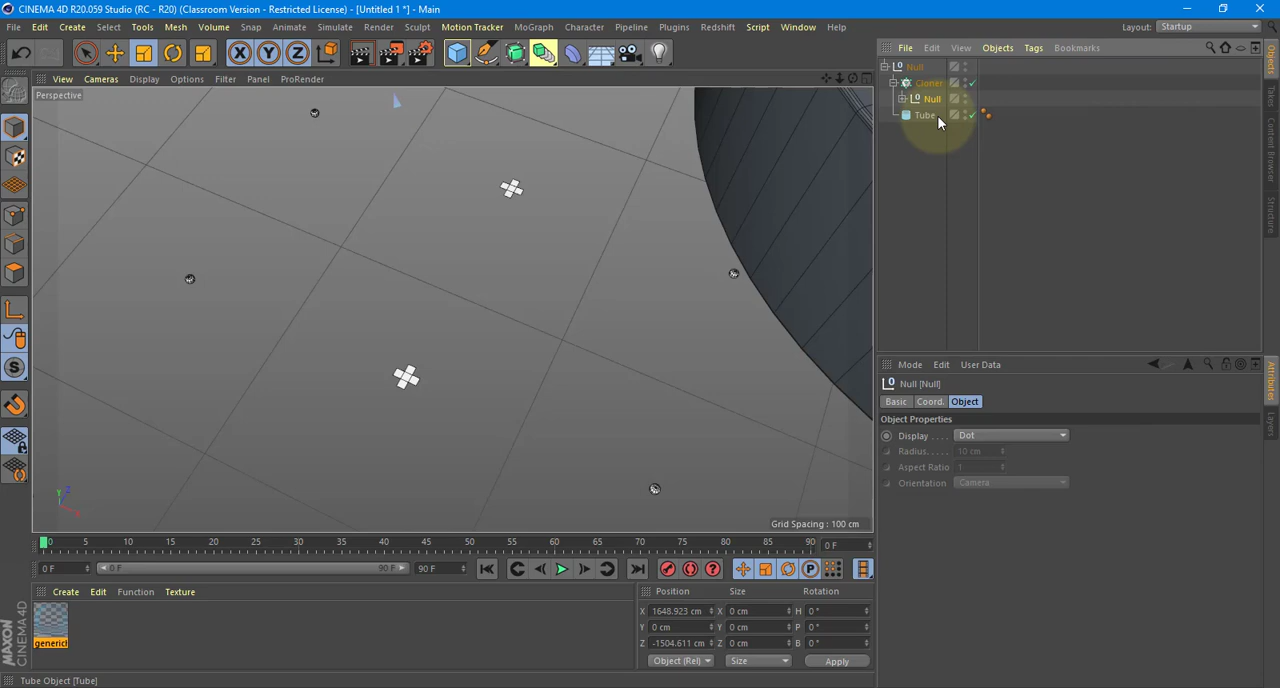 CINEMA 4D R20.059 Studio (RC - R20) (Classroom Version - Restricted License) - [Untitled 1 *] - Main
File Edit Create Select Tools Mesh Volume Snap Animate Simulate Render Sculpt Motion Tracker MoGraph Character Pipeline Plugins Redshift Script Window Help Layout: Startup
File Edit View Objects Tags Bookmarks
View Cameras Display Options Filter Panel ProRender
Perspective
Null
Cloner
Null
Tube
Objects
Takes
Content Browser
Structure
Mode Edit User Data
Null [Null]
Basic Coord. Object
Object Properties
Display . . . . Dot
Radius. . . . . 10 cm
Aspect Ratio 1
Orientation Camera
Attributes
Layers
Grid Spacing : 100 cm
0 5 10 15 20 25 30 35 40 45 50 55 60 65 70 75 80 85 90 0 F
0 F 0 F 90 F 90 F
Create Edit Function Texture
genericl
Position Size Rotation
X 1648.923 cm X 0 cm H 0 °
Y 0 cm Y 0 cm P 0 °
Z -1504.611 cm Z 0 cm B 0 °
Object (Rel) Size Apply
MAXON CINEMA 4D
Tube Object [Tube]